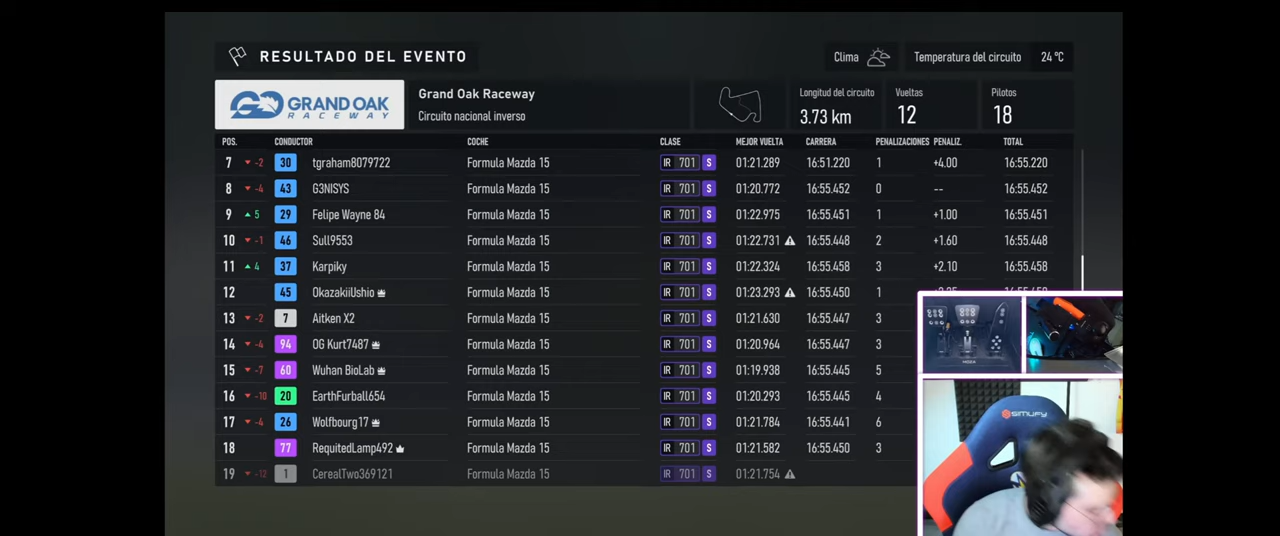 RESULTADO DEL EVENTO
Clima Temperatura del circuito 24 °C
GRAND OAK RACEWAY
Grand Oak Raceway
Circuito nacional inverso
Longitud del circuito 3.73 km
Vueltas 12
Pilotos 18
POS. CONDUCTOR COCHE CLASE MEJOR VUELTA CARRERA PENALIZACIONES PENALIZ. TOTAL
7 -2 30 tgraham8079722 Formula Mazda 15 IR 701 S 01:21.289 16:51.220 1 +4.00 16:55.220
8 -4 43 G3NISYS Formula Mazda 15 IR 701 S 01:20.772 16:55.452 0 -- 16:55.452
9 5 29 Felipe Wayne 84 Formula Mazda 15 IR 701 S 01:22.975 16:55.451 1 +1.00 16:55.451
10 -1 46 Sull9553 Formula Mazda 15 IR 701 S 01:22.731 16:55.448 2 +1.60 16:55.448
11 4 37 Karpiky Formula Mazda 15 IR 701 S 01:22.324 16:55.458 3 +2.10 16:55.458
12 45 OkazakiiUshio Formula Mazda 15 IR 701 S 01:23.293 16:55.450 1
13 -2 7 Aitken X2 Formula Mazda 15 IR 701 S 01:21.630 16:55.447 3
14 -4 94 OG Kurt7487 Formula Mazda 15 IR 701 S 01:20.964 16:55.447 3
15 -7 60 Wuhan BioLab Formula Mazda 15 IR 701 S 01:19.938 16:55.445 5
16 -10 20 EarthFurball654 Formula Mazda 15 IR 701 S 01:20.293 16:55.445 4
17 -4 26 Wolfbourg17 Formula Mazda 15 IR 701 S 01:21.784 16:55.441 6
18 77 RequitedLamp492 Formula Mazda 15 IR 701 S 01:21.582 16:55.450 3
19 -12 1 CerealTwo369121 Formula Mazda 15 IR 701 S 01:21.754
MOZA
SIMUFY